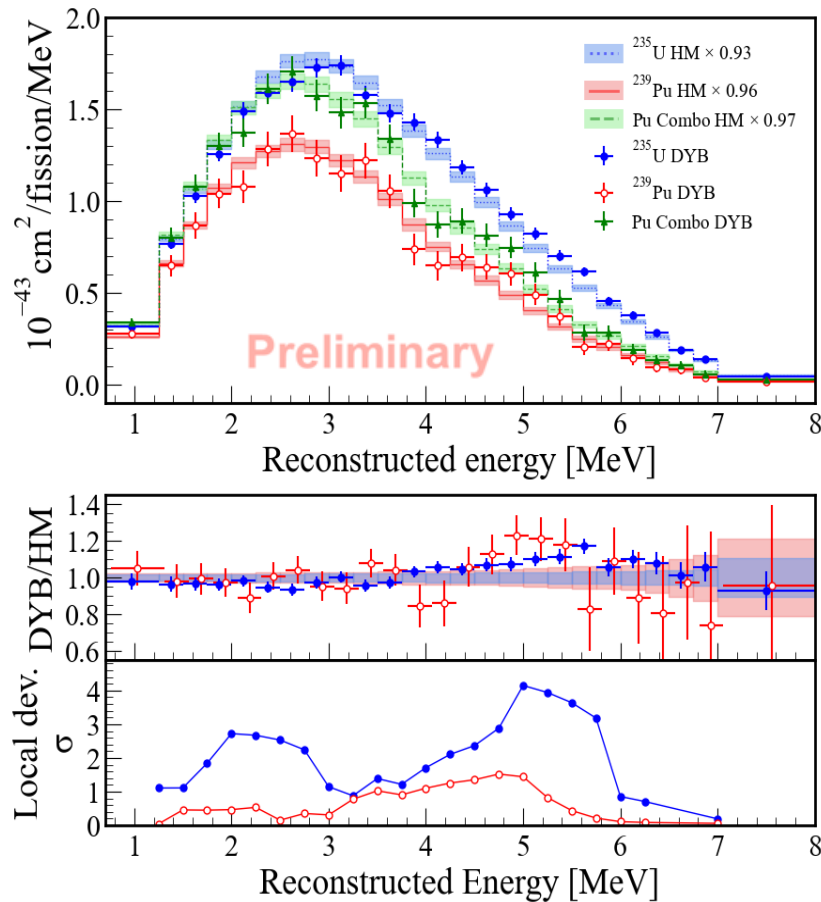 2.0
1.5
1.0
0.5
0.0
10⁻⁴³ cm²/fission/MeV
²³⁵U HM × 0.93
²³⁹Pu HM × 0.96
Pu Combo HM × 0.97
²³⁵U DYB
²³⁹Pu DYB
Pu Combo DYB
Preliminary
1 2 3 4 5 6 7 8
Reconstructed energy [MeV]
1.4
1.2
1.0
0.8
0.6
DYB/HM
4
3
2
1
0
Local dev.
σ
1 2 3 4 5 6 7 8
Reconstructed Energy [MeV]